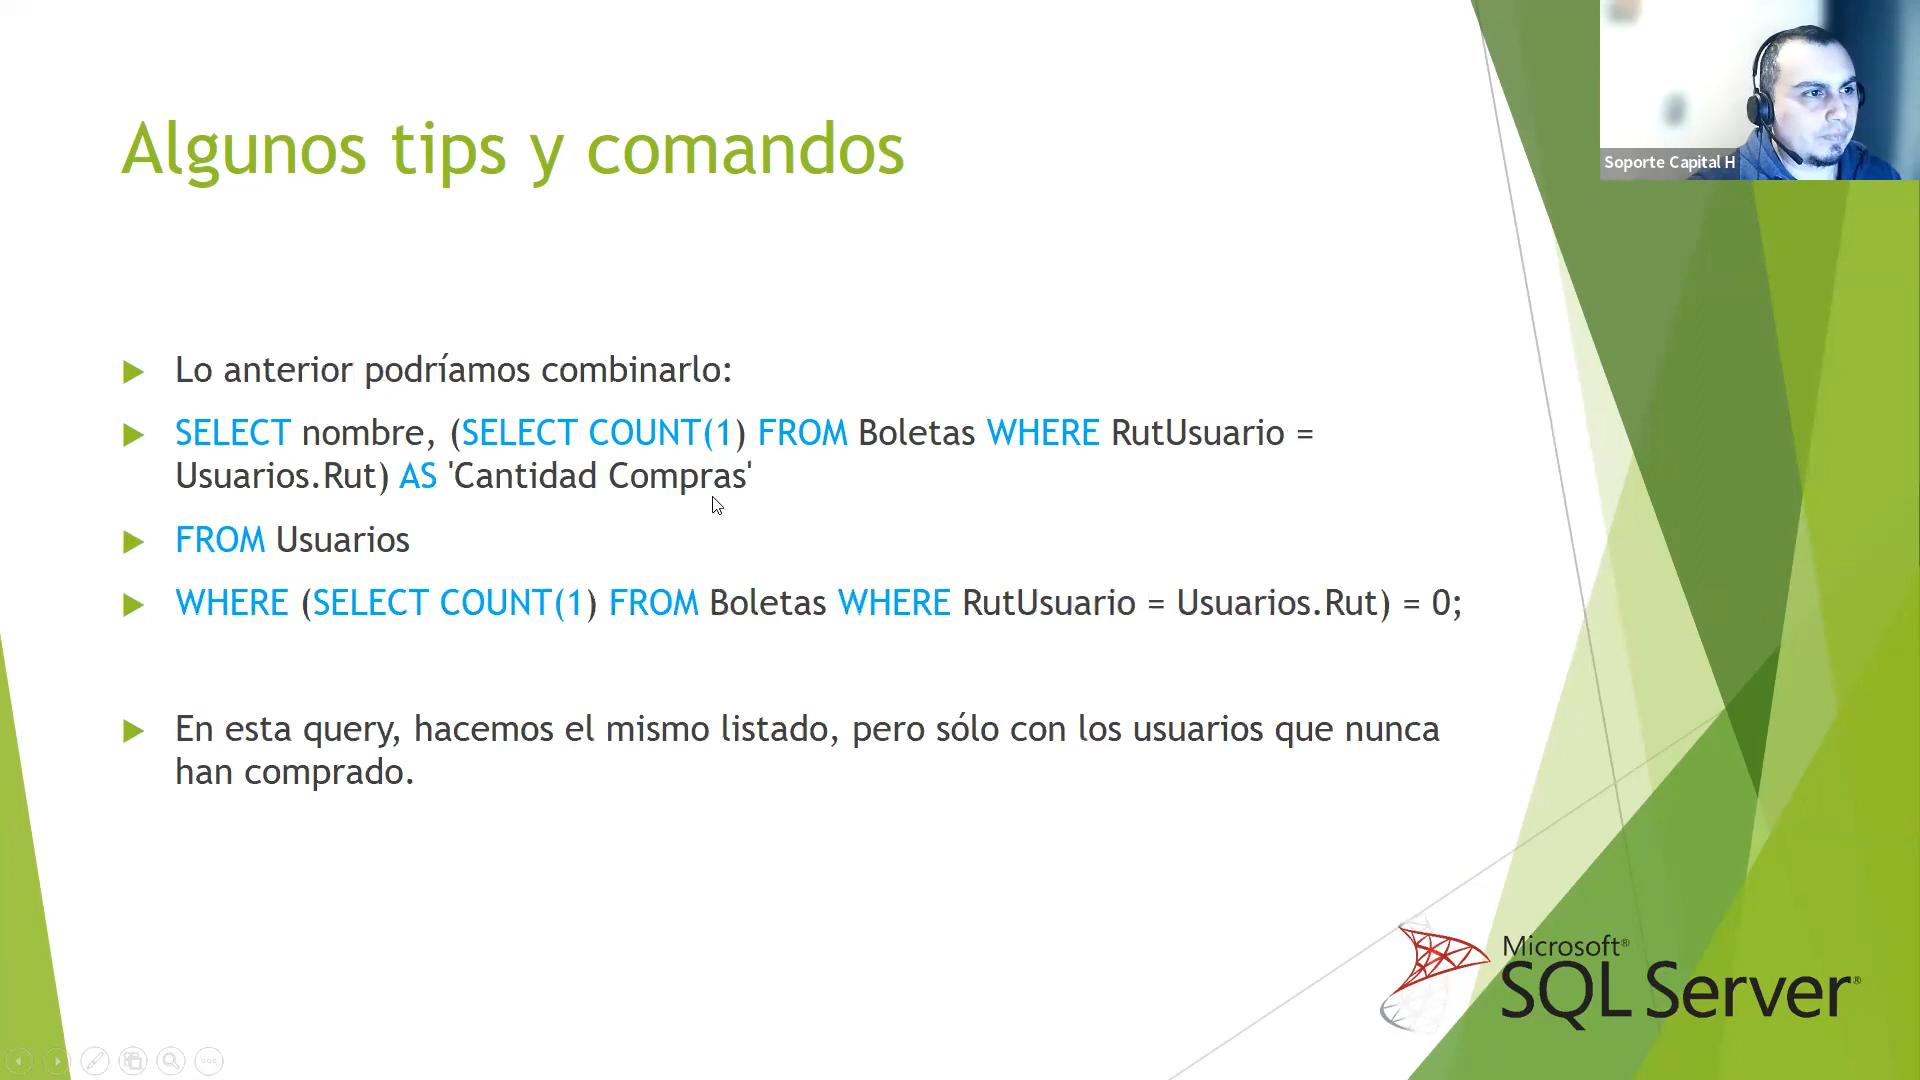 Soporte Capital H
Algunos tips y comandos
Lo anterior podríamos combinarlo:
SELECT nombre, (SELECT COUNT(1) FROM Boletas WHERE RutUsuario =
Usuarios.Rut) AS 'Cantidad Compras'
FROM Usuarios
WHERE (SELECT COUNT(1) FROM Boletas WHERE RutUsuario = Usuarios.Rut) = 0;
En esta query, hacemos el mismo listado, pero sólo con los usuarios que nunca
han comprado.
Microsoft®
SQL Server®